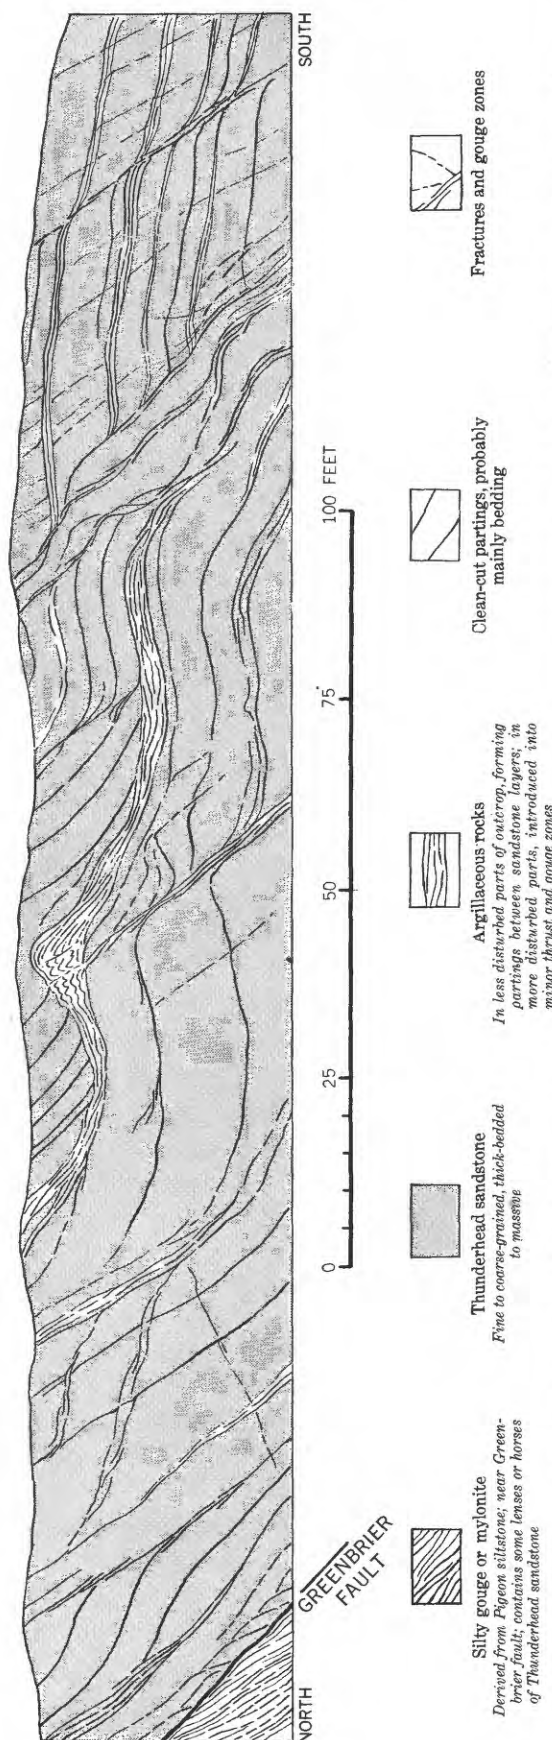 NORTH
SOUTH
GREENBRIER
FAULT
0 25 50 75 100 FEET
Silty gouge or mylonite
Derived from Pigeon siltstone; near Green-
brier fault; contains some lenses or horses
of Thunderhead sandstone
Thunderhead sandstone
Fine to coarse-grained, thick-bedded
to massive
Argillaceous rocks
In less disturbed parts of outcrop, forming
partings between sandstone layers; in
more disturbed parts, introduced into
minor thrust and gouge zones
Clean-cut partings, probably
mainly bedding
Fractures and gouge zones